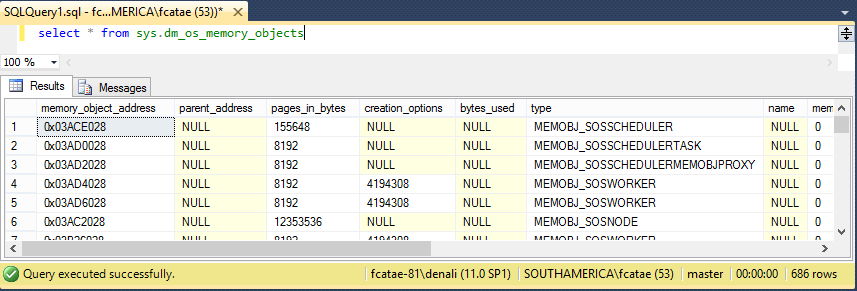 SQLQuery1.sql - fc...MERICA\fcatae (53))* ×
select * from sys.dm_os_memory_objects
100 %
Results Messages
memory_object_address parent_address pages_in_bytes creation_options bytes_used type name mem
1 0x03ACE028 NULL 155648 NULL NULL MEMOBJ_SOSSCHEDULER NULL 0
2 0x03AD0028 NULL 8192 NULL NULL MEMOBJ_SOSSCHEDULERTASK NULL 0
3 0x03AD2028 NULL 8192 NULL NULL MEMOBJ_SOSSCHEDULERMEMOBJPROXY NULL 0
4 0x03AD4028 NULL 8192 4194308 NULL MEMOBJ_SOSWORKER NULL 0
5 0x03AD6028 NULL 8192 4194308 NULL MEMOBJ_SOSWORKER NULL 0
6 0x03AC2028 NULL 12353536 NULL NULL MEMOBJ_SOSNODE NULL 0
7 NULL 8192 4194308 NULL MEMOBJ_SOSWORKER NULL 0
Query executed successfully. fcatae-81\denali (11.0 SP1) SOUTHAMERICA\fcatae (53) master 00:00:00 686 rows